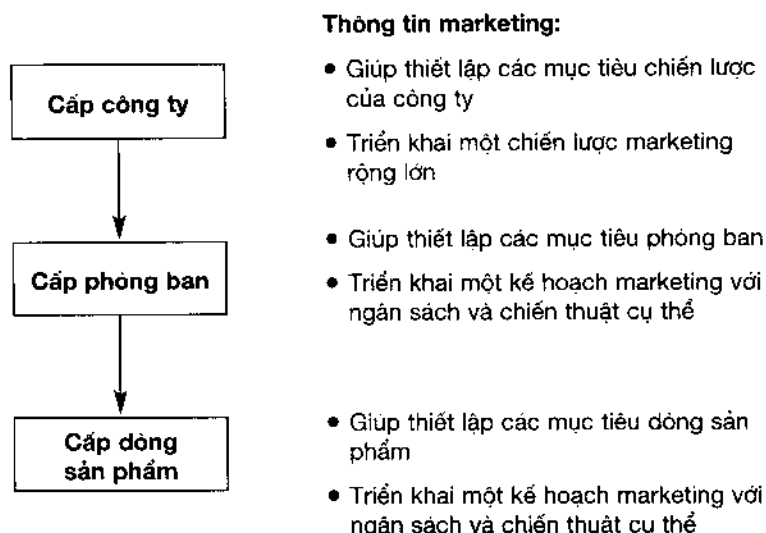 Thông tin marketing:
Cấp công ty
• Giúp thiết lập các mục tiêu chiến lược
của công ty
• Triển khai một chiến lược marketing
rộng lớn
Cấp phòng ban
• Giúp thiết lập các mục tiêu phòng ban
• Triển khai một kế hoạch marketing với
ngân sách và chiến thuật cụ thể
Cấp dòng
sản phẩm
• Giúp thiết lập các mục tiêu dòng sản
phẩm
• Triển khai một kế hoạch marketing với
ngân sách và chiến thuật cụ thể